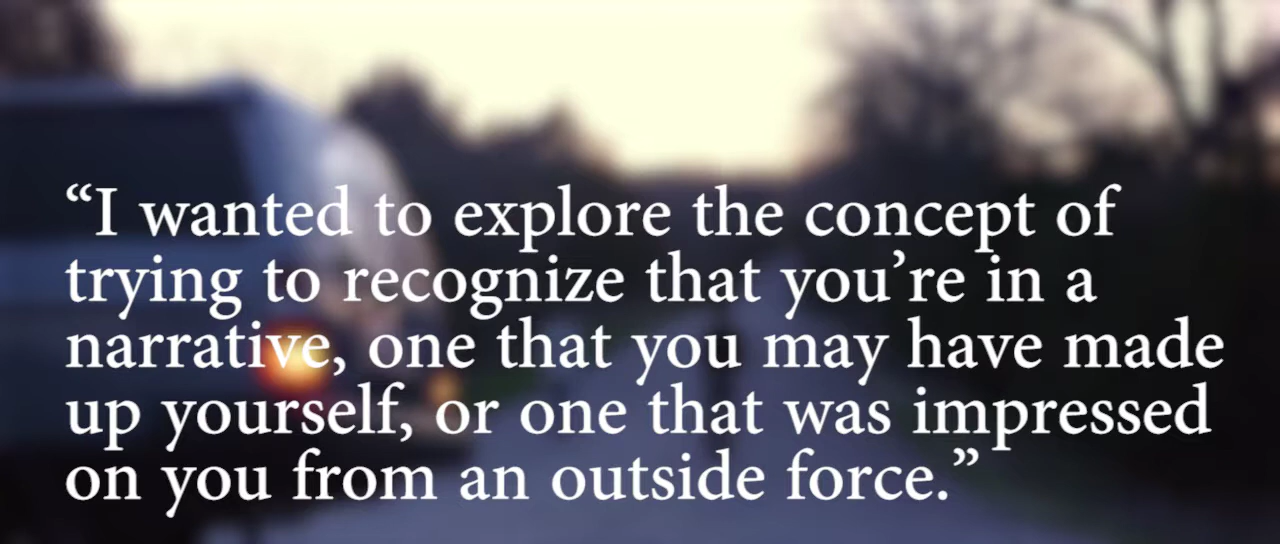 “I wanted to explore the concept of
trying to recognize that you’re in a
narrative, one that you may have made
up yourself, or one that was impressed
on you from an outside force.”